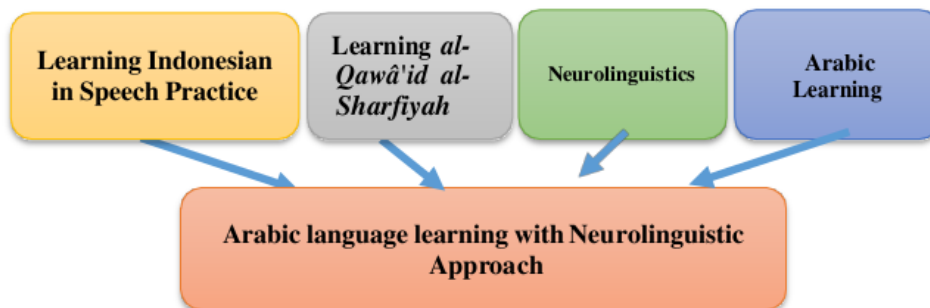 Learning Indonesian
in Speech Practice
Learning al-
Qawâ'id al-
Sharfiyah
Neurolinguistics
Arabic
Learning
Arabic language learning with Neurolinguistic
Approach